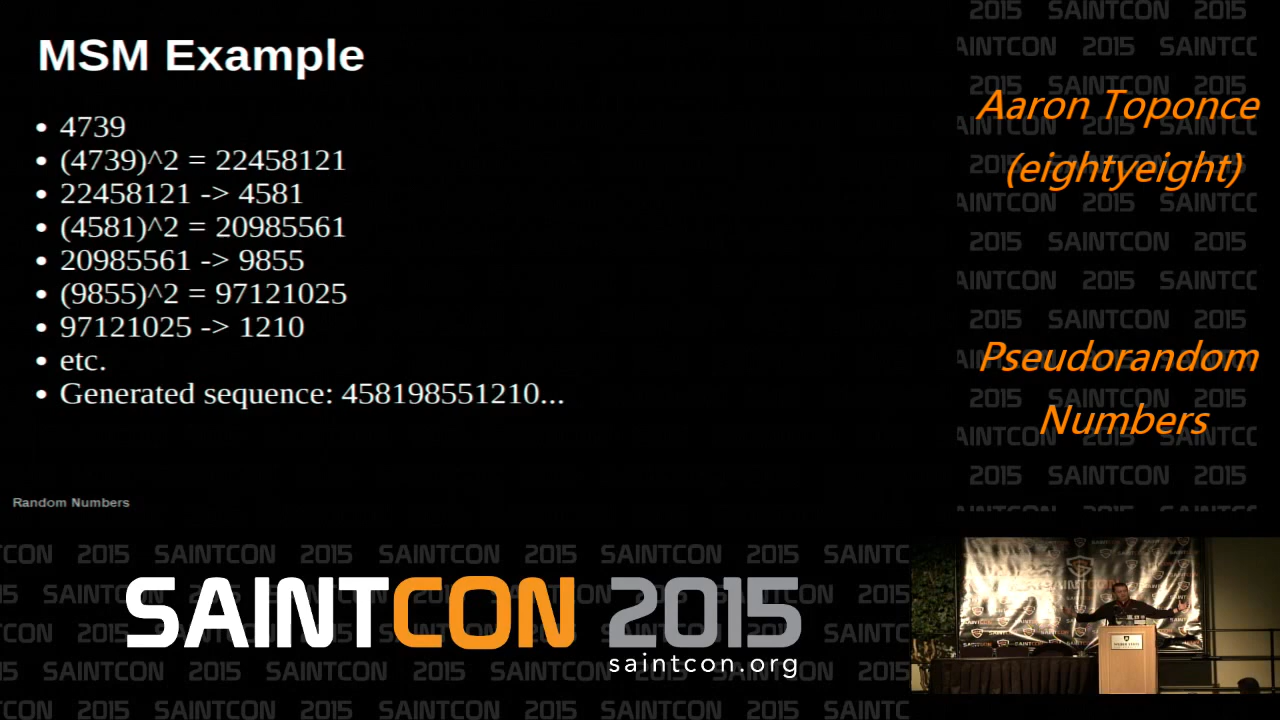 MSM Example
• 4739
• (4739)^2 = 22458121
• 22458121 -> 4581
• (4581)^2 = 20985561
• 20985561 -> 9855
• (9855)^2 = 97121025
• 97121025 -> 1210
• etc.
• Generated sequence: 458198551210...
Random Numbers
Aaron Toponce
(eightyeight)
Pseudorandom
Numbers
SAINTCON 2015
saintcon.org